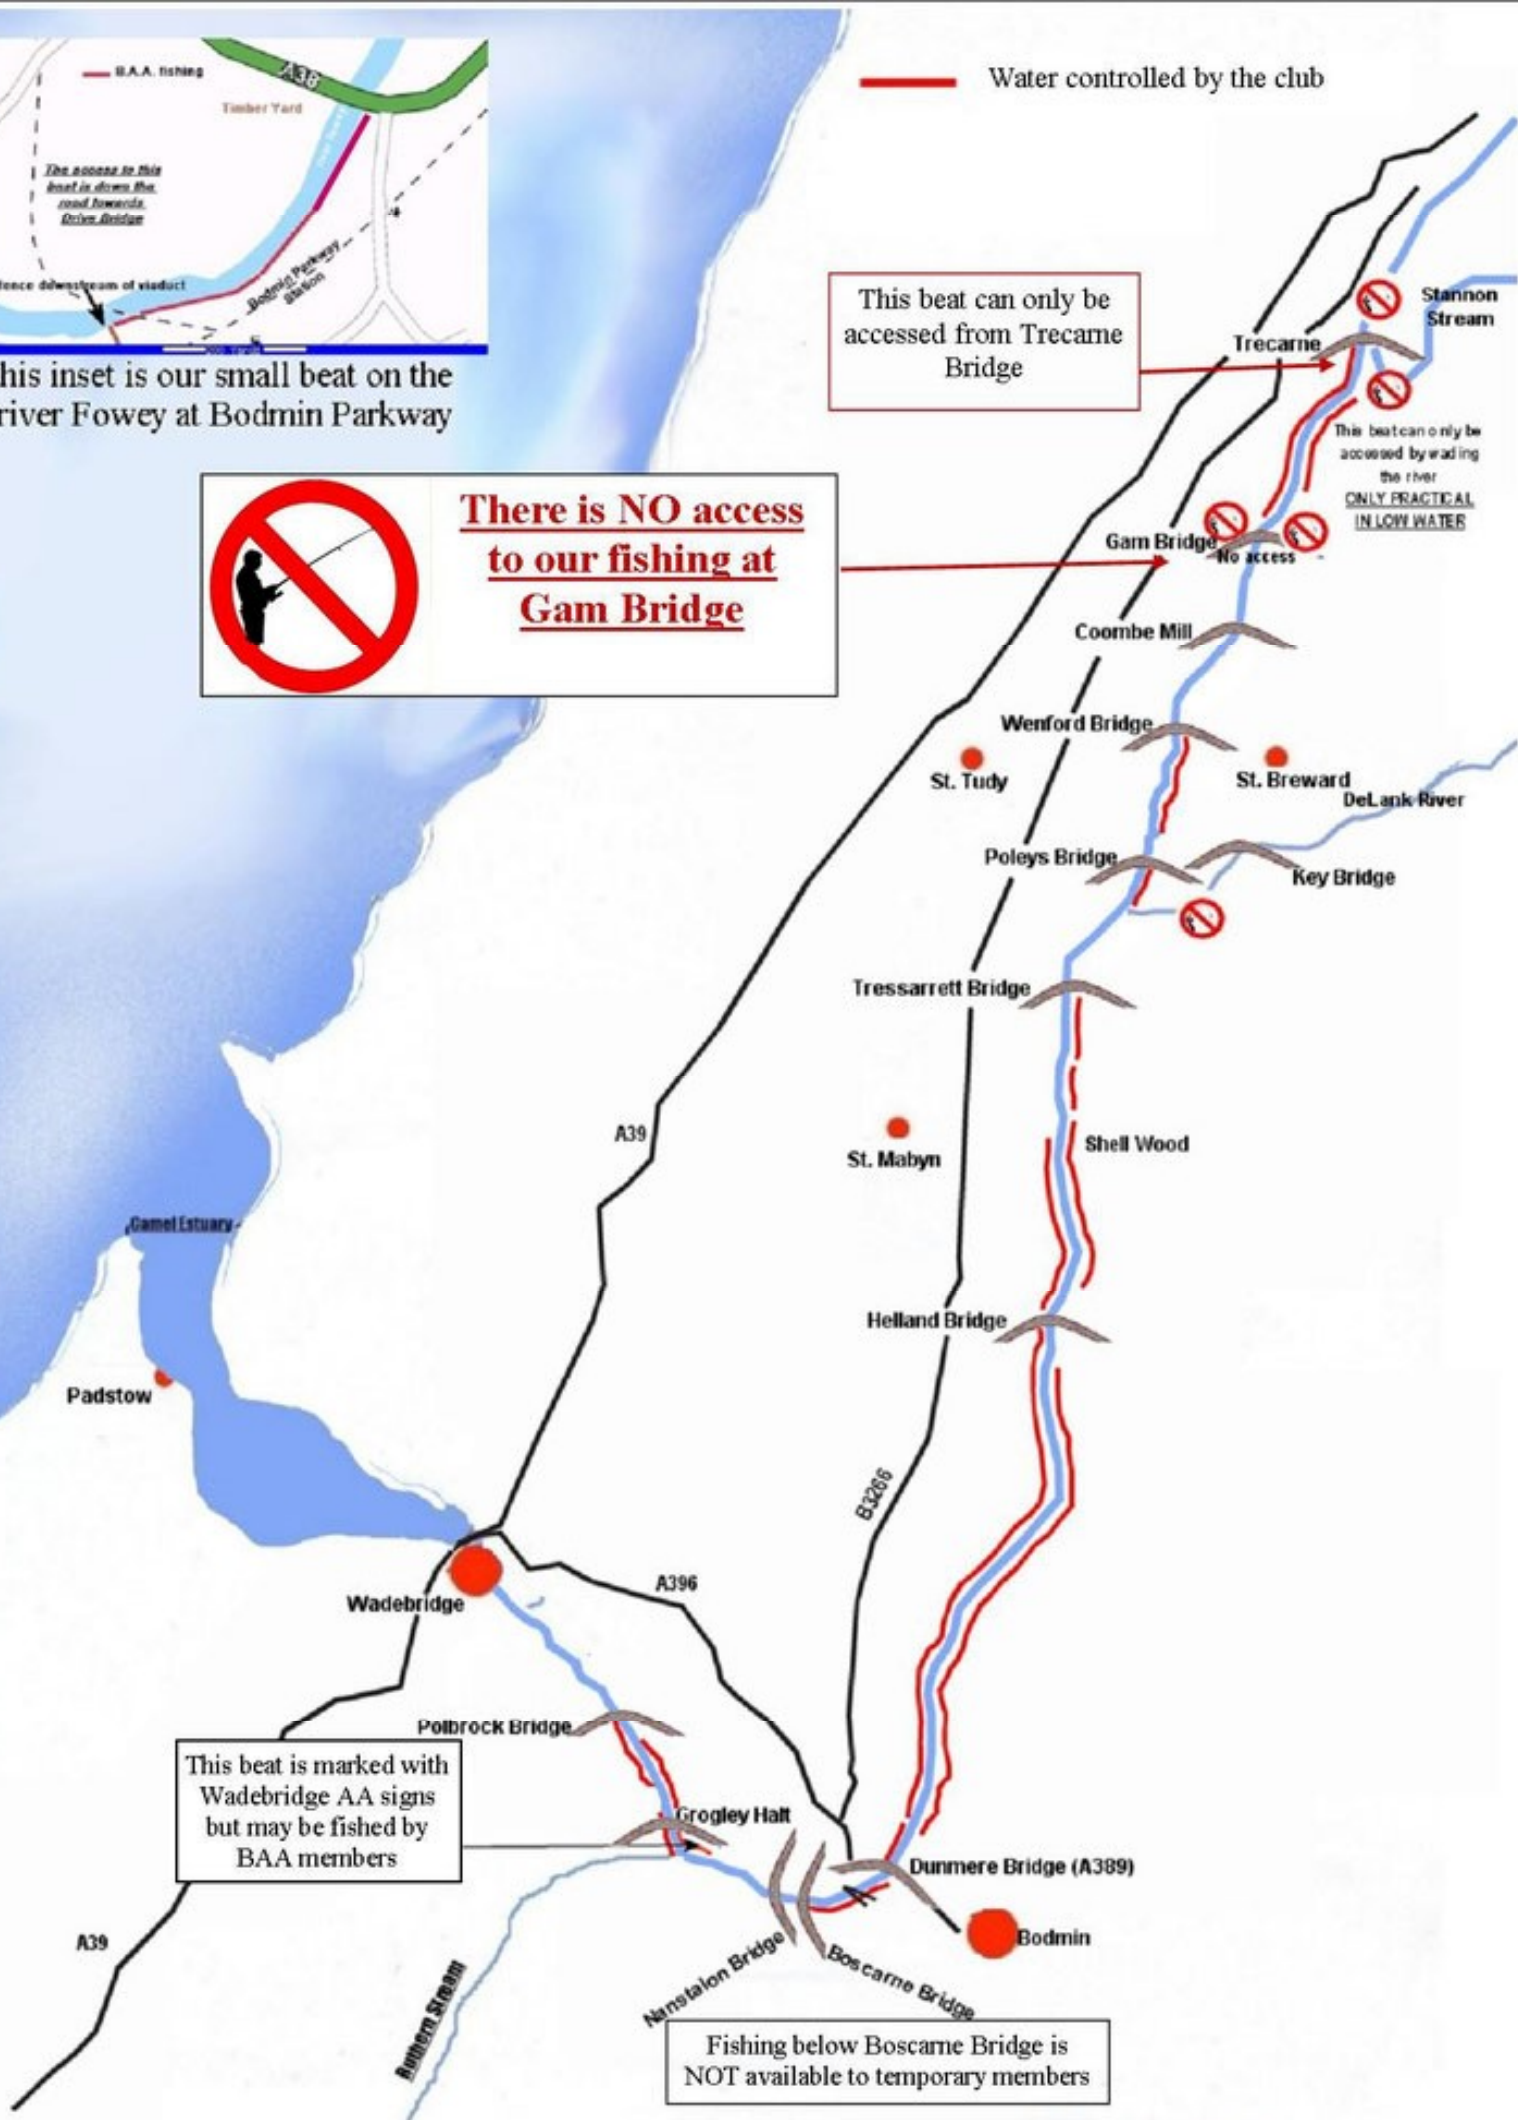 B.A.A. fishing
A38
Timber Yard
The access to this
beat is down the
road towards
Drive Bridge
Bodmin Parkway
Station
fence downstream of viaduct
his inset is our small beat on the
river Fowey at Bodmin Parkway
Water controlled by the club
This beat can only be
accessed from Trecarne
Bridge
Stannon
Stream
Trecarne
This beat can only be
accessed by wading
the river
ONLY PRACTICAL
IN LOW WATER
There is NO access
to our fishing at
Gam Bridge
Gam Bridge
No access
Coombe Mill
Wenford Bridge
St. Tudy
St. Breward
DeLank River
Poleys Bridge
Key Bridge
Tressarrett Bridge
A39
St. Mabyn
Shell Wood
Camel Estuary
Helland Bridge
Padstow
B3266
A396
Wadebridge
Polbrock Bridge
This beat is marked with
Wadebridge AA signs
but may be fished by
BAA members
Grogley Halt
Dunmere Bridge (A389)
Bodmin
A39
Nanstalon Bridge
Boscarne Bridge
Ruthern Stream
Fishing below Boscarne Bridge is
NOT available to temporary members